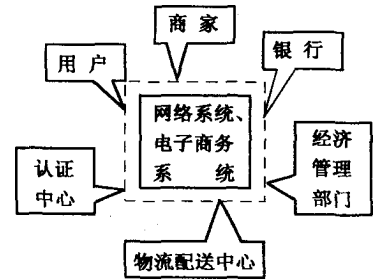 商家
用户
银行
网络系统、
电子商务
系统
认证
中心
经济
管理
部门
物流配送中心